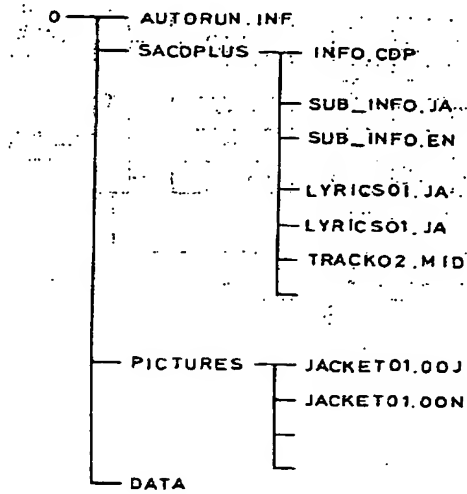 0
AUTORUN.INF
SACDPLUS
INFO.CDP
SUB_INFO.JA
SUB_INFO.EN
LYRICS01.JA
LYRICS01.JA
TRACK02.MID
PICTURES
JACKET01.00J
JACKET01.00N
DATA